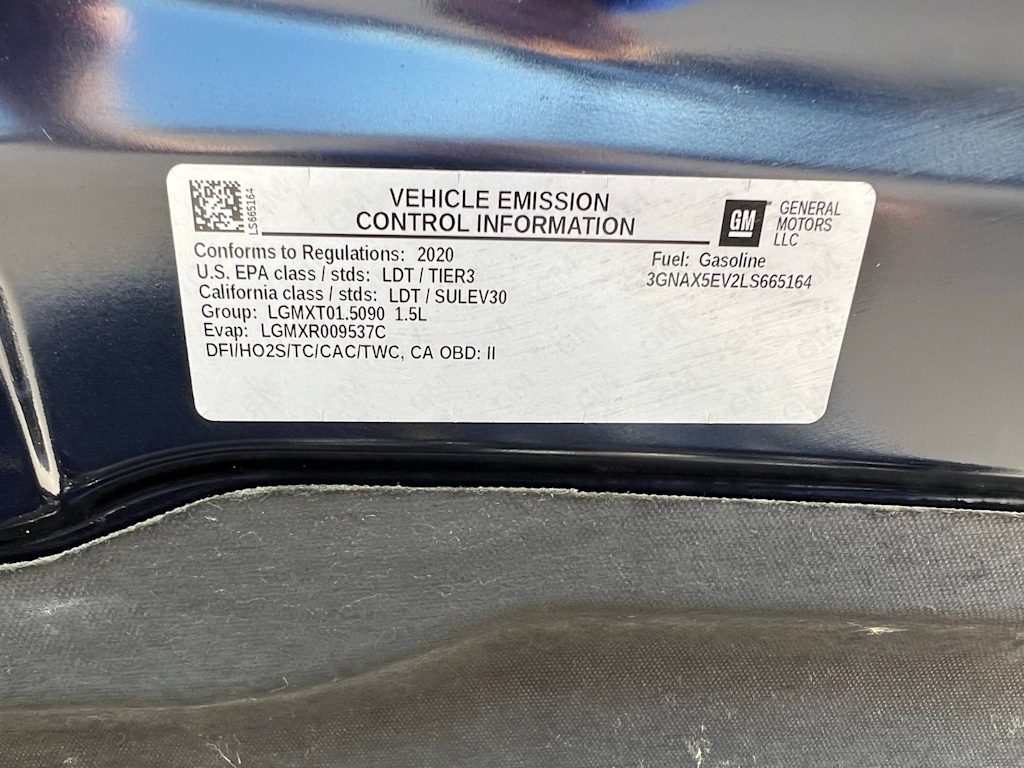 LS665164
VEHICLE EMISSION
CONTROL INFORMATION
GM
GENERAL
MOTORS
LLC
Conforms to Regulations: 2020
U.S. EPA class / stds: LDT / TIER3
California class / stds: LDT / SULEV30
Group: LGMXT01.5090 1.5L
Evap: LGMXR009537C
DFI/HO2S/TC/CAC/TWC, CA OBD: II
Fuel: Gasoline
3GNAX5EV2LS665164